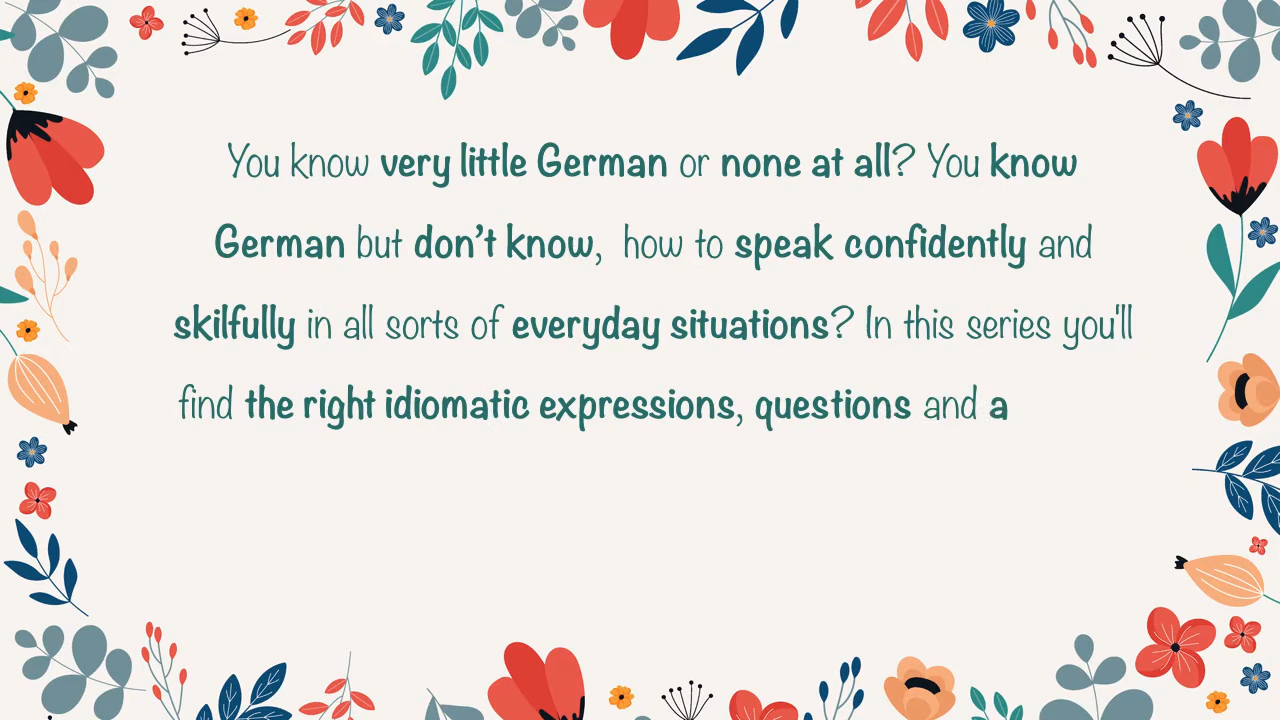 You know very little German or none at all? You know
German but don't know,  how to speak confidently and
skilfully in all sorts of everyday situations? In this series you'll
find the right idiomatic expressions, questions and a